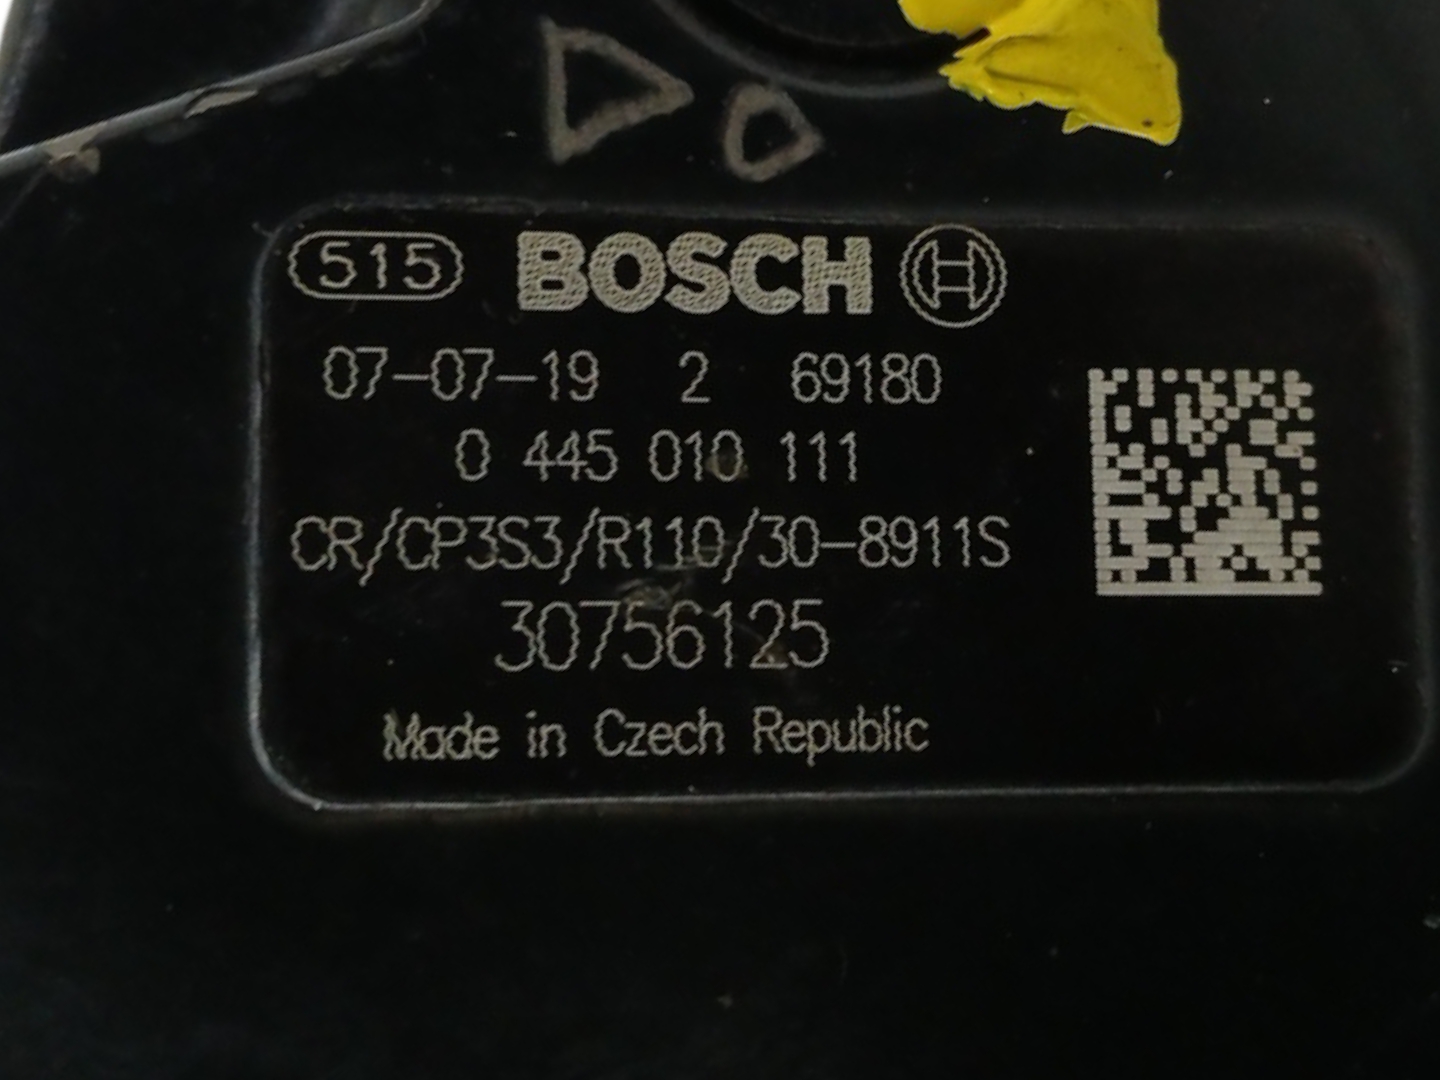 515 BOSCH
07-07-19 2 69180
0 445 010 111
CR/CP3S3/R110/30-8911S
30756125
Made in Czech Republic